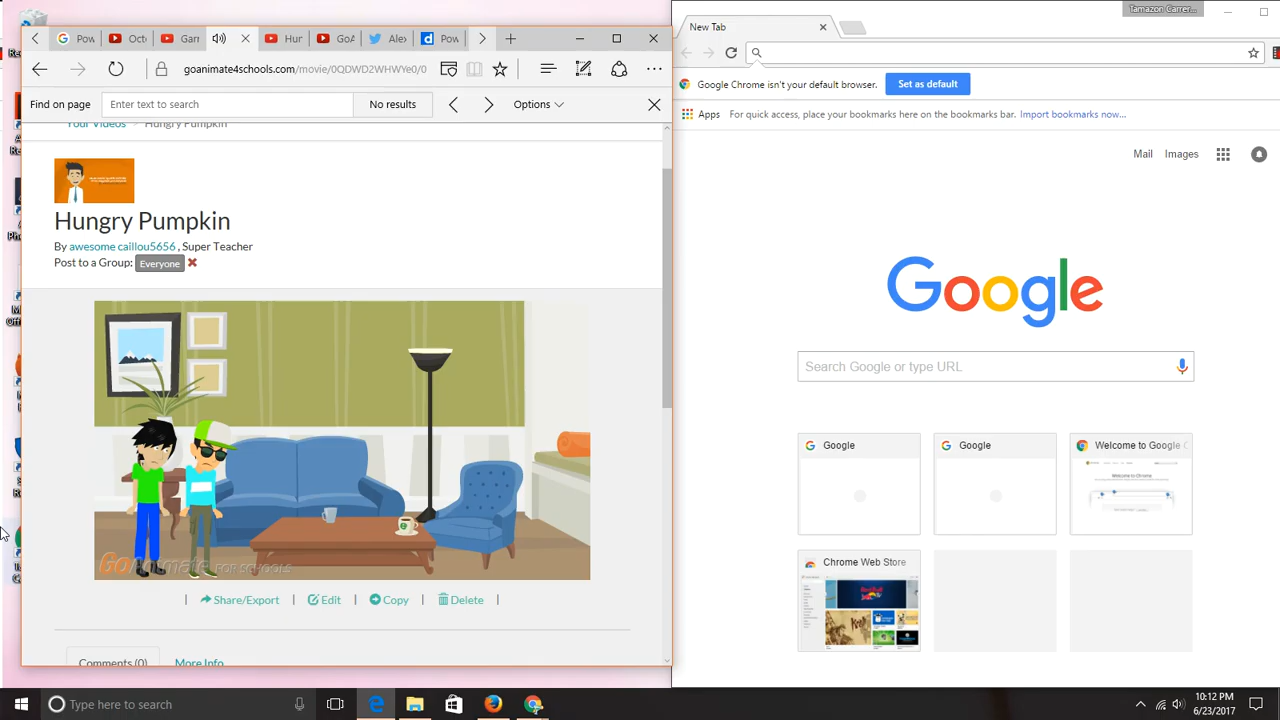 Pow
Octo
Garr
Hur
GoA
Alex
Pow
goanimate4schools.com/movie/0QDWD2WHWYe0/0
Find on page
Enter text to search
No results
Options
Your Videos
Hungry Pumpkin
Hungry Pumpkin
By awesome caillou5656 , Super Teacher
Post to a Group: Everyone
GoAnimate FOR SCHOOLS
Share/Export | Edit | Copy | Delete |
Comments (0) More Info
Tamazon Carrer...
New Tab
Google Chrome isn't your default browser. Set as default
Apps For quick access, place your bookmarks here on the bookmarks bar. Import bookmarks now...
Mail Images
Google
Search Google or type URL
Google
Google
Welcome to Google C
Chrome Web Store
Type here to search
10:12 PM
6/23/2017